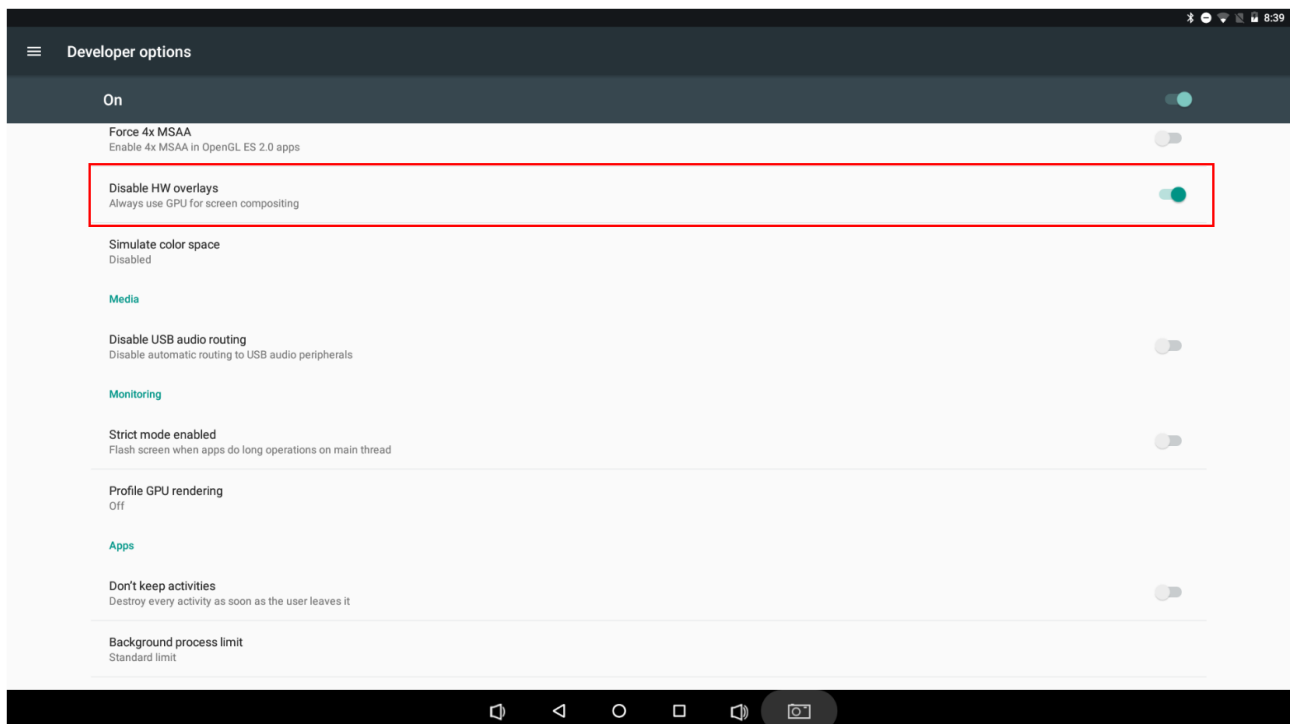 8:39
Developer options
On
Force 4x MSAA
Enable 4x MSAA in OpenGL ES 2.0 apps
Disable HW overlays
Always use GPU for screen compositing
Simulate color space
Disabled
Media
Disable USB audio routing
Disable automatic routing to USB audio peripherals
Monitoring
Strict mode enabled
Flash screen when apps do long operations on main thread
Profile GPU rendering
Off
Apps
Don't keep activities
Destroy every activity as soon as the user leaves it
Background process limit
Standard limit